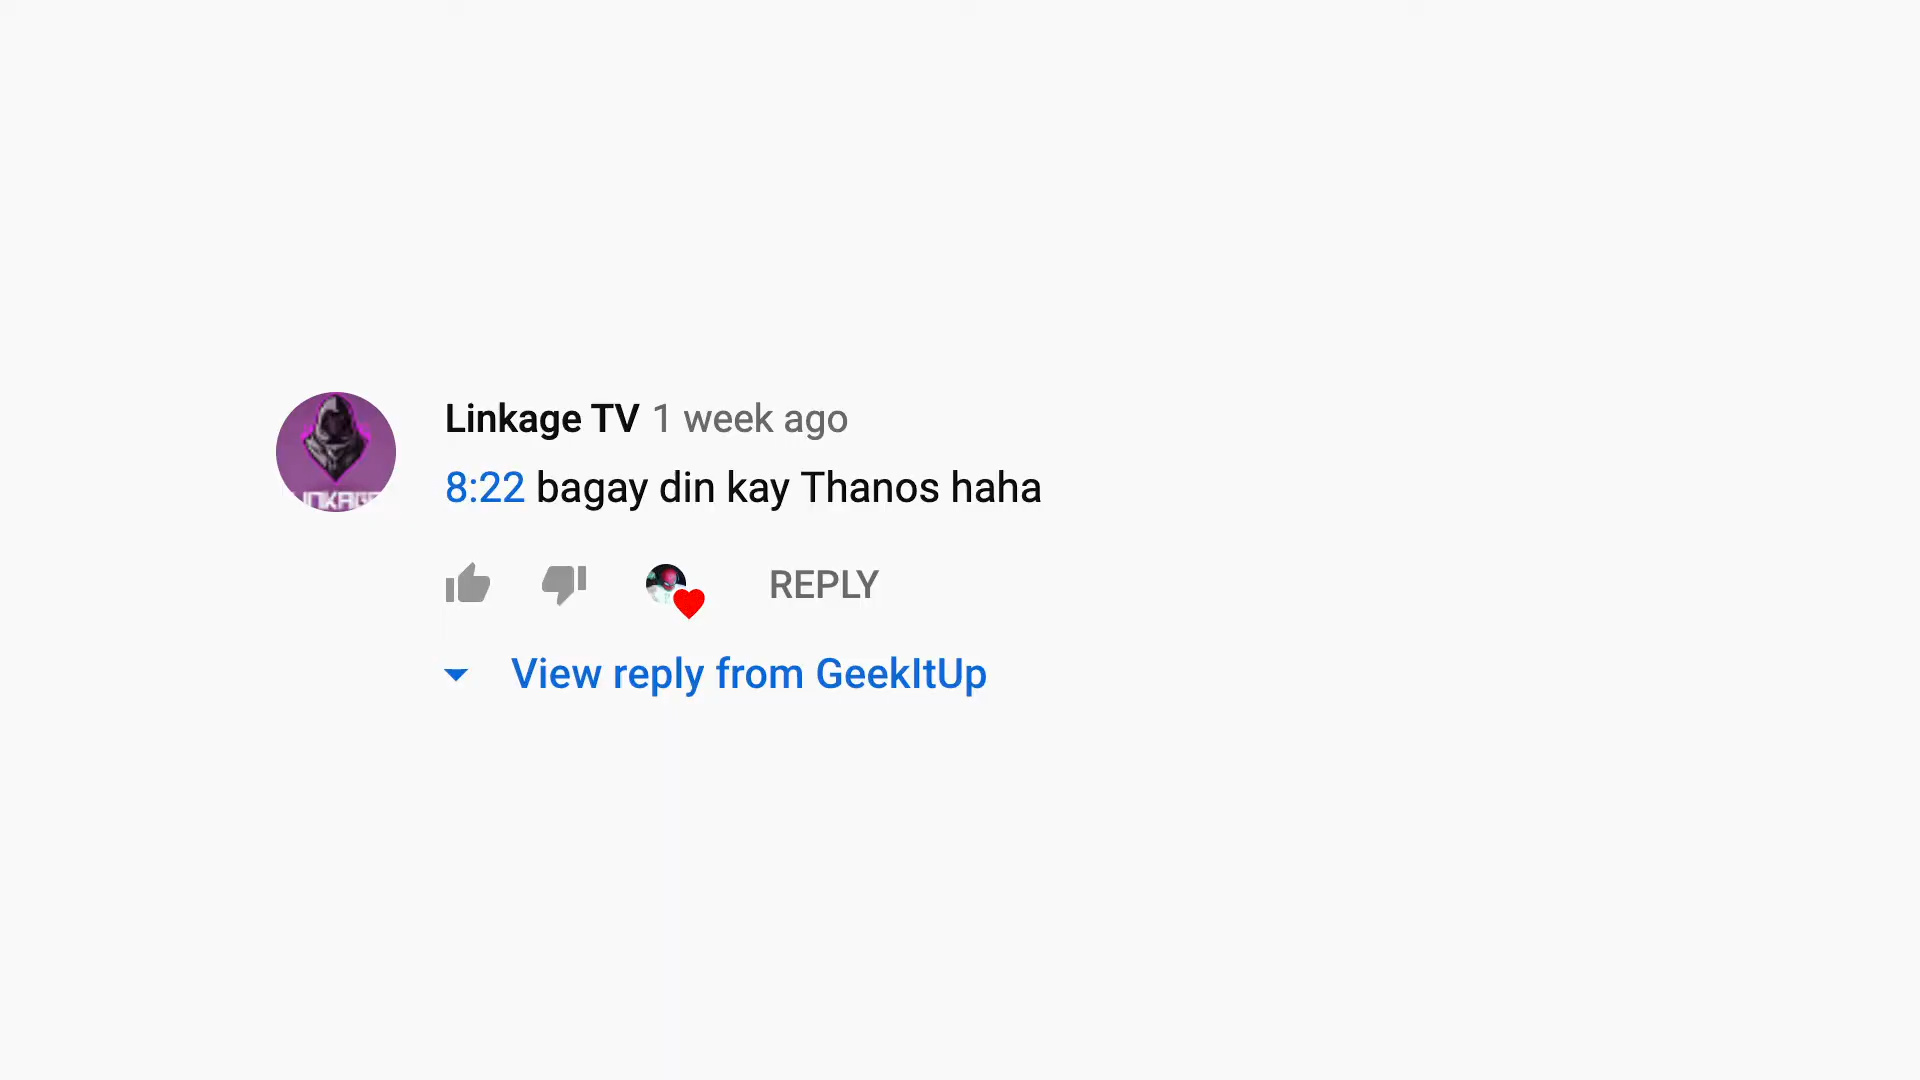 Linkage TV 1 week ago
8:22 bagay din kay Thanos haha
REPLY
View reply from GeekItUp